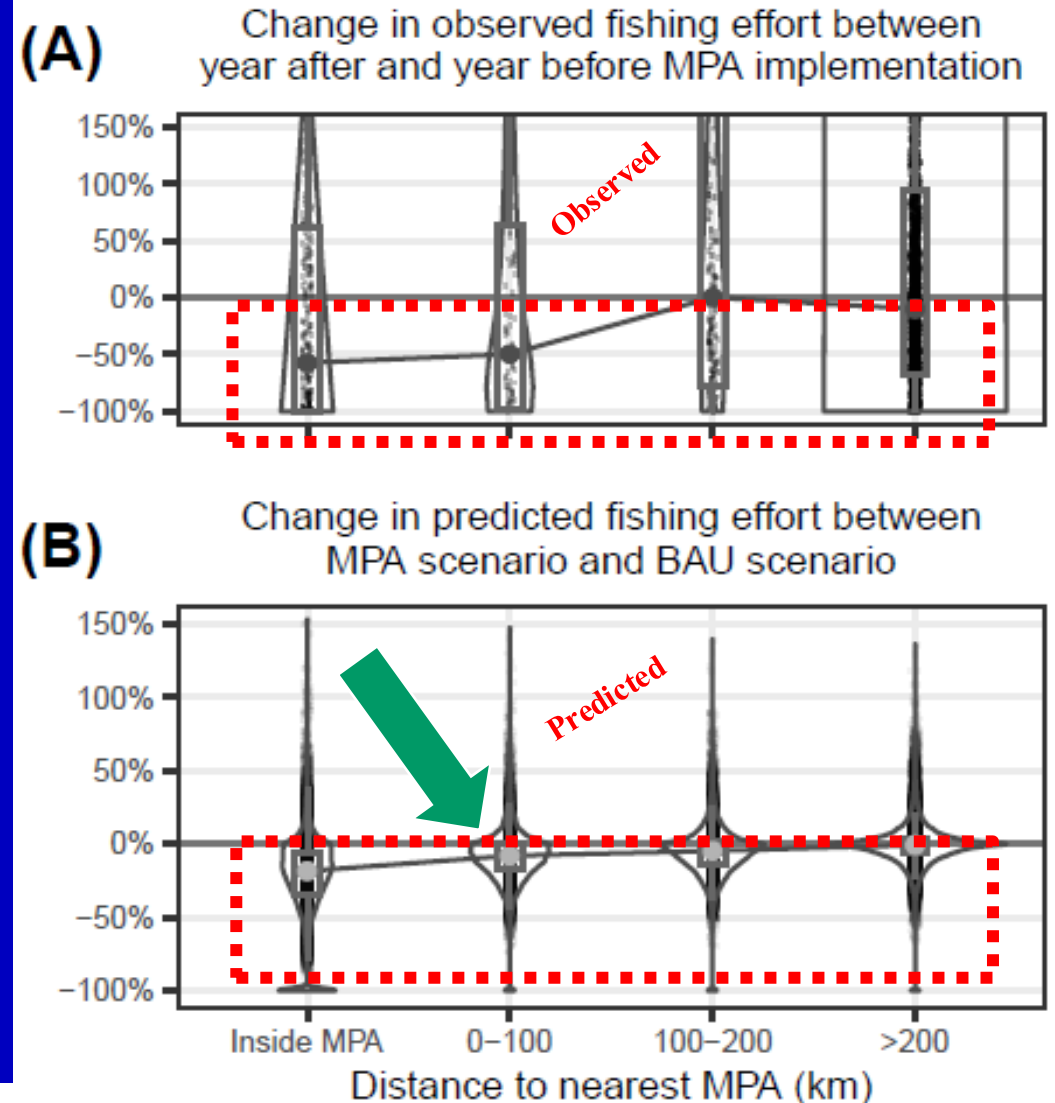 (A)
Change in observed fishing effort between
year after and year before MPA implementation
150%
100%
50%
0%
−50%
−100%
Observed
(B)
Change in predicted fishing effort between
MPA scenario and BAU scenario
150%
100%
50%
0%
−50%
−100%
Predicted
Inside MPA 0−100 100−200 >200
Distance to nearest MPA (km)